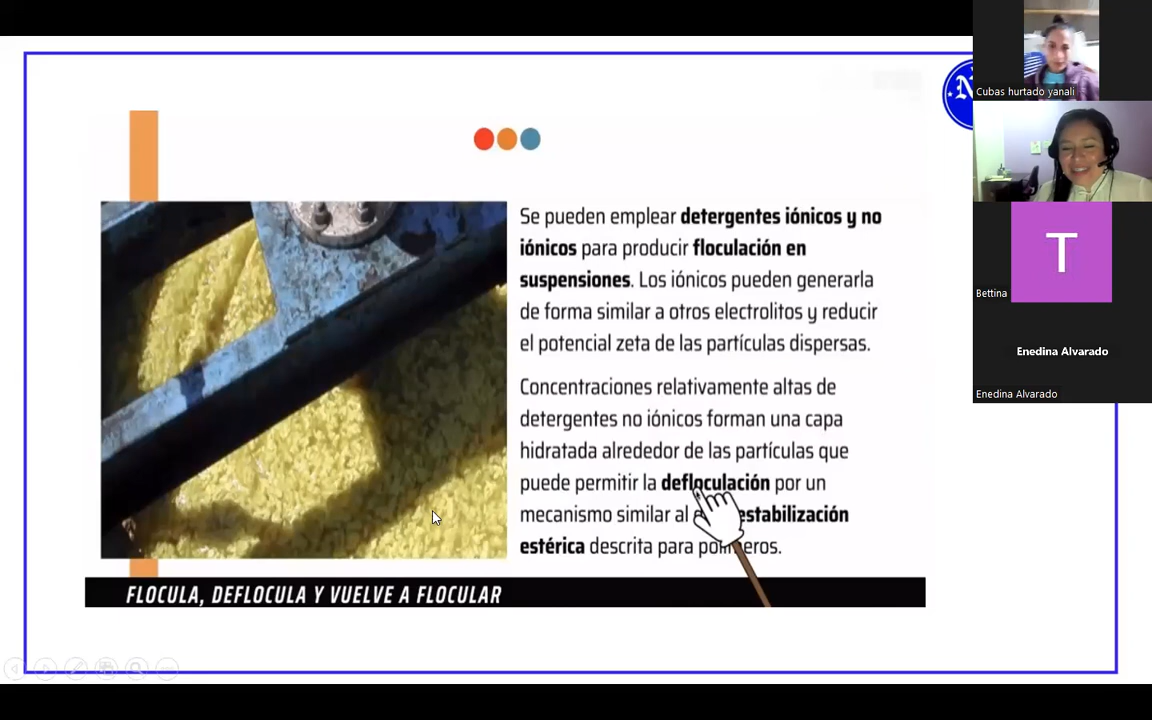 Se pueden emplear detergentes iónicos y no
iónicos para producir floculación en
suspensiones. Los iónicos pueden generarla
de forma similar a otros electrolitos y reducir
el potencial zeta de las partículas dispersas.
Concentraciones relativamente altas de
detergentes no iónicos forman una capa
hidratada alrededor de las partículas que
puede permitir la defloculación por un
mecanismo similar al
estérica descrita para
FLOCULA, DEFLOCULA Y VUELVE A FLOCULAR
N
Cubas hurtado yanali
T
Bettina
Enedina Alvarado
Enedina Alvarado